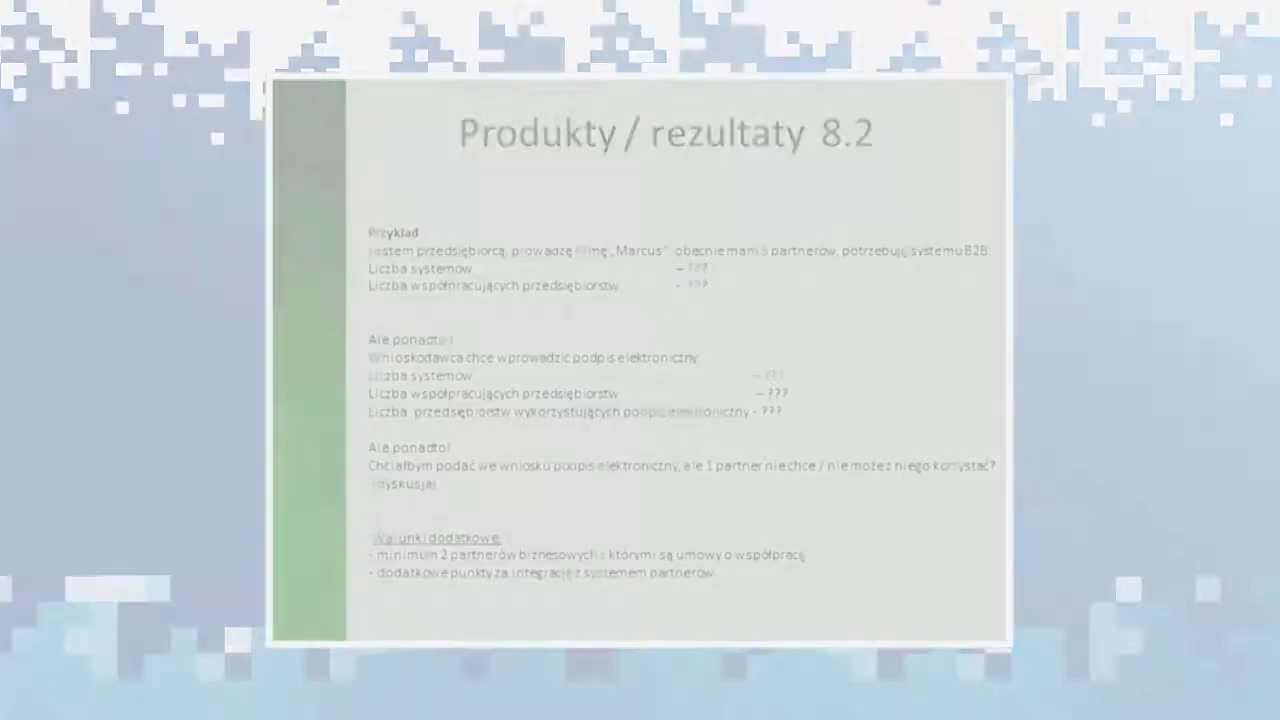 Produkty / rezultaty 8.2
Przykład
Jestem przedsiębiorcą, prowadzę firmę „Marcus” obecnie mam 5 partnerów, potrzebuję systemu B2B
Liczba systemów – ???
Liczba współpracujących przedsiębiorstw - ???
Ale ponadto!
Wnioskodawca chce wprowadzić podpis elektroniczny
Liczba systemów – ???
Liczba współpracujących przedsiębiorstw – ???
Liczba przedsiębiorstw wykorzystujących podpis elektroniczny - ???
Ale ponadto!
Chciałbym podać we wniosku podpis elektroniczny, ale 1 partner nie chce / nie może z niego korzystać?
(dyskusja)
Warunki dodatkowe:
- minimum 2 partnerów biznesowych z którymi są umowy o współpracę
- dodatkowe punkty za integrację z systemem partnerów